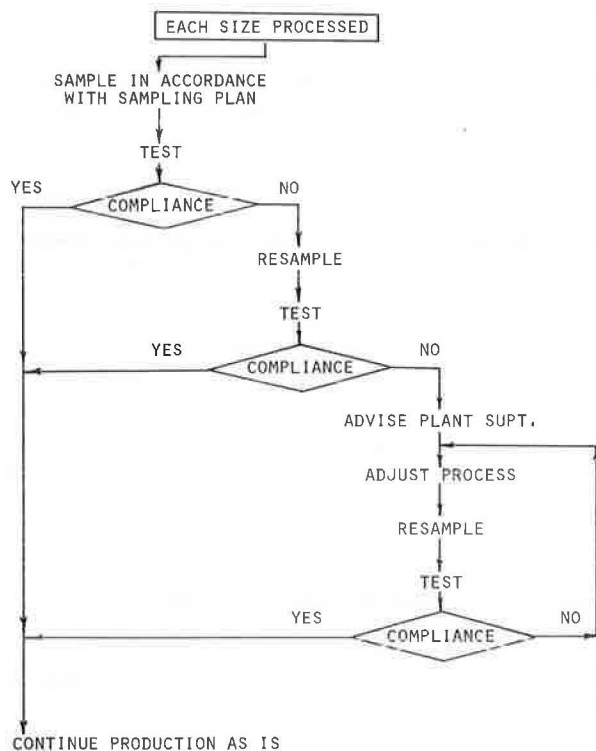 EACH SIZE PROCESSED
SAMPLE IN ACCORDANCE
WITH SAMPLING PLAN
TEST
YES
NO
COMPLIANCE
RESAMPLE
TEST
YES
NO
COMPLIANCE
ADVISE PLANT SUPT.
ADJUST PROCESS
RESAMPLE
TEST
YES
NO
COMPLIANCE
CONTINUE PRODUCTION AS IS